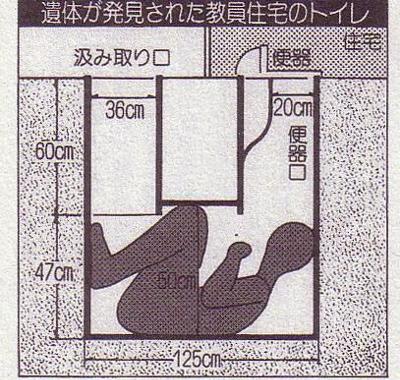 遺体が発見された教員住宅のトイレ
住宅
汲み取り口
便器
36cm
20cm
便器口
60cm
47cm
50cm
125cm